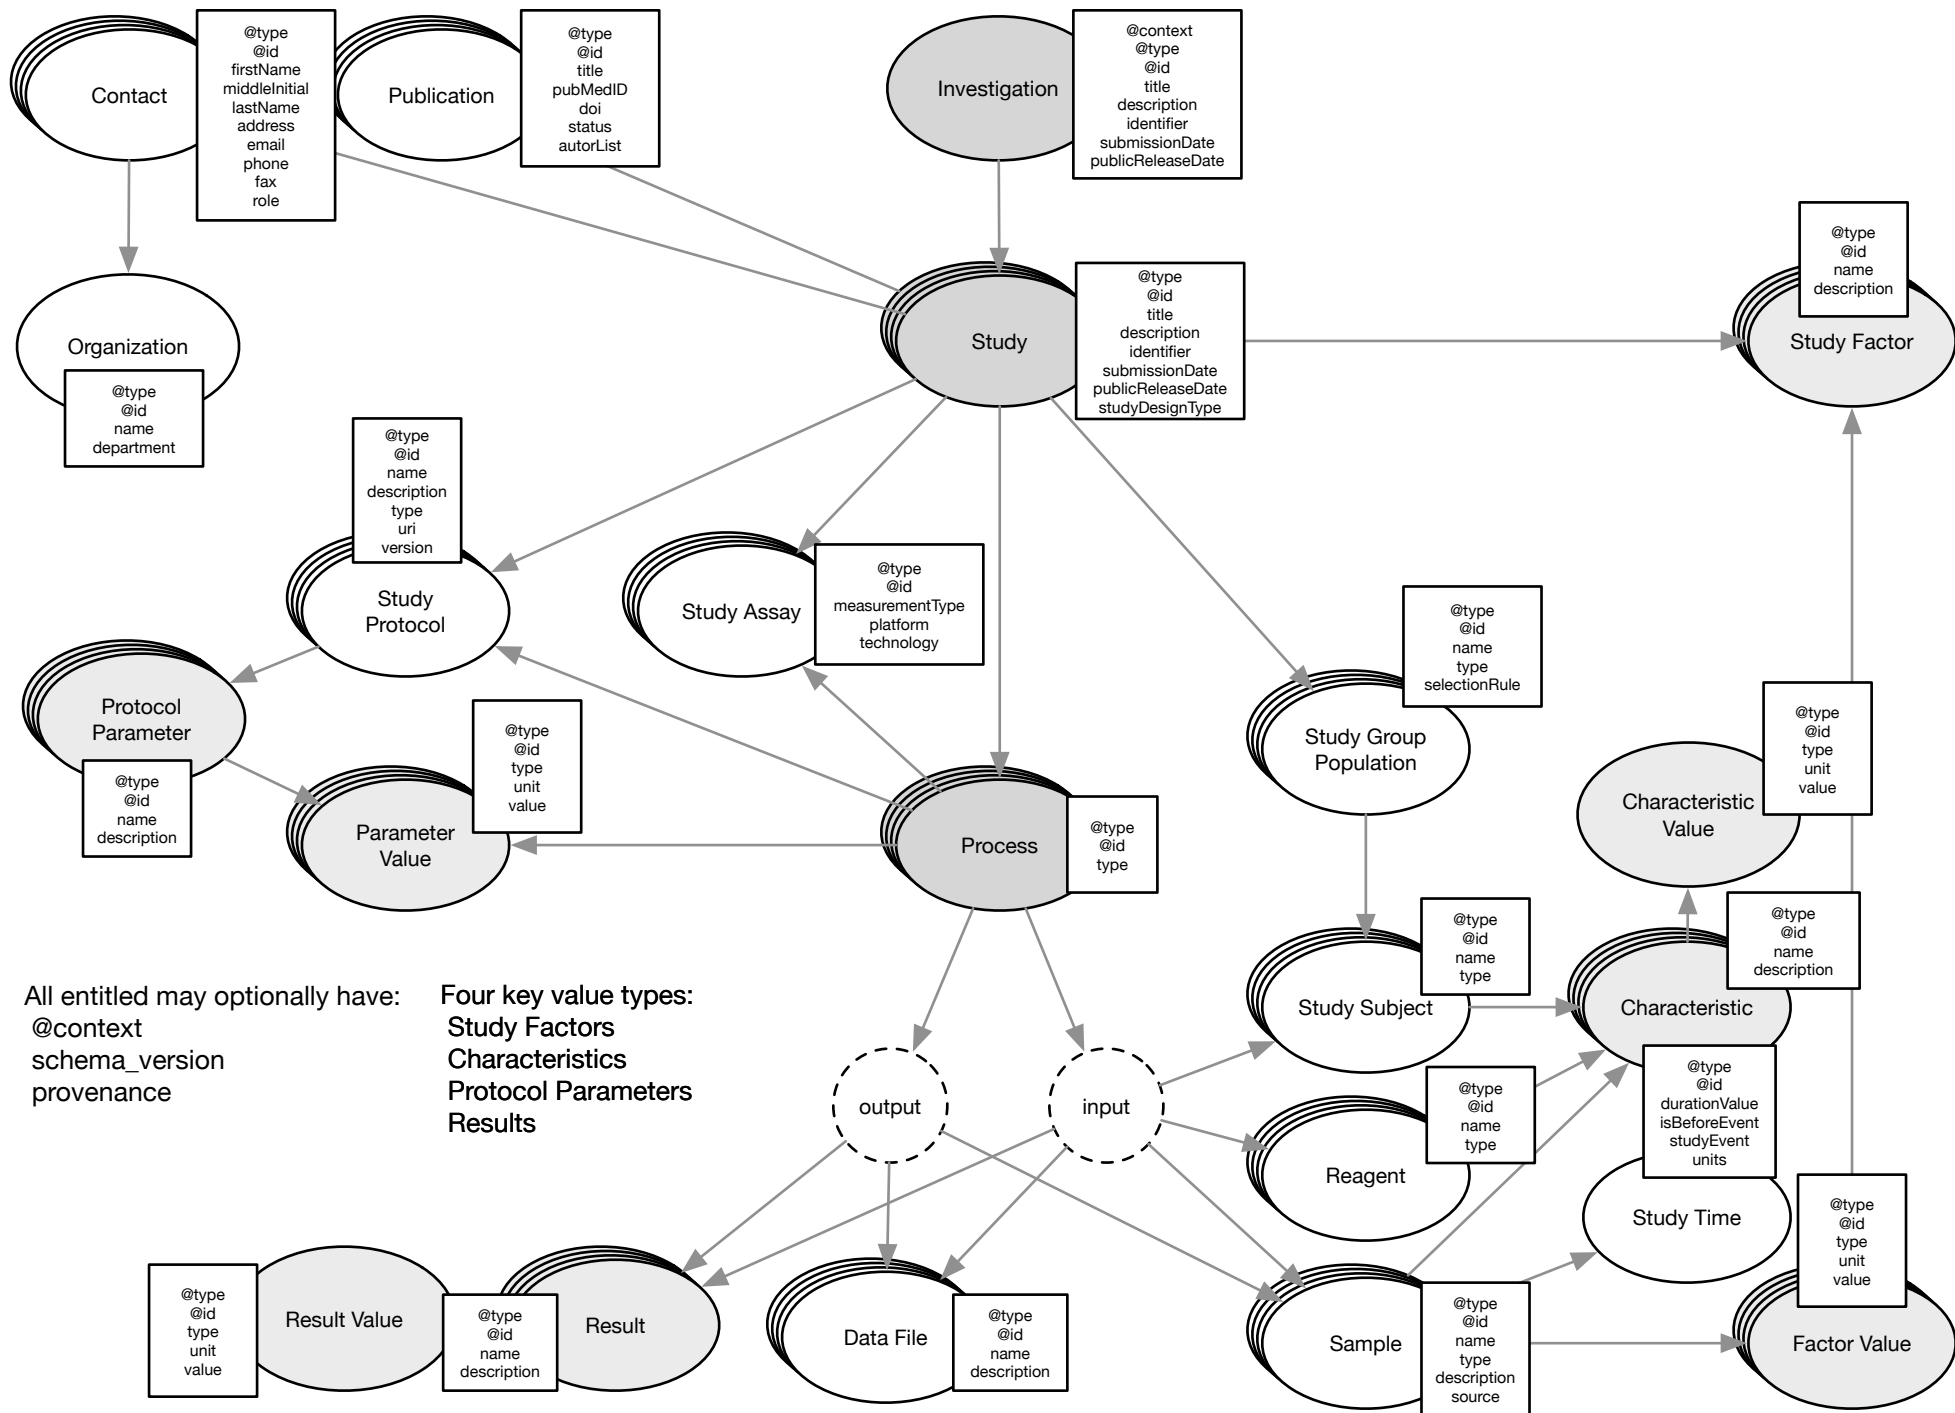 Contact
@type
@id
firstName
middleInitial
lastName
address
email
phone
fax
role
Publication
@type
@id
title
pubMedID
doi
status
autorList
Investigation
@context
@type
@id
title
description
identifier
submissionDate
publicReleaseDate
Organization
@type
@id
name
department
Study
@type
@id
title
description
identifier
submissionDate
publicReleaseDate
studyDesignType
@type
@id
name
description
Study Factor
@type
@id
name
description
type
uri
version
Study
Protocol
Study Assay
@type
@id
measurementType
platform
technology
@type
@id
name
type
selectionRule
Study Group
Population
Protocol
Parameter
@type
@id
name
description
@type
@id
type
unit
value
Parameter
Value
Process
@type
@id
type
@type
@id
type
unit
value
Characteristic
Value
@type
@id
name
type
Study Subject
@type
@id
name
description
Characteristic
All entitled may optionally have:
@context
schema_version
provenance
Four key value types:
Study Factors
Characteristics
Protocol Parameters
Results
output
input
@type
@id
name
type
Reagent
@type
@id
durationValue
isBeforeEvent
studyEvent
units
Study Time
@type
@id
type
unit
value
Result Value
@type
@id
name
description
Result
Data File
@type
@id
name
description
Sample
@type
@id
name
type
description
source
@type
@id
type
unit
value
Factor Value